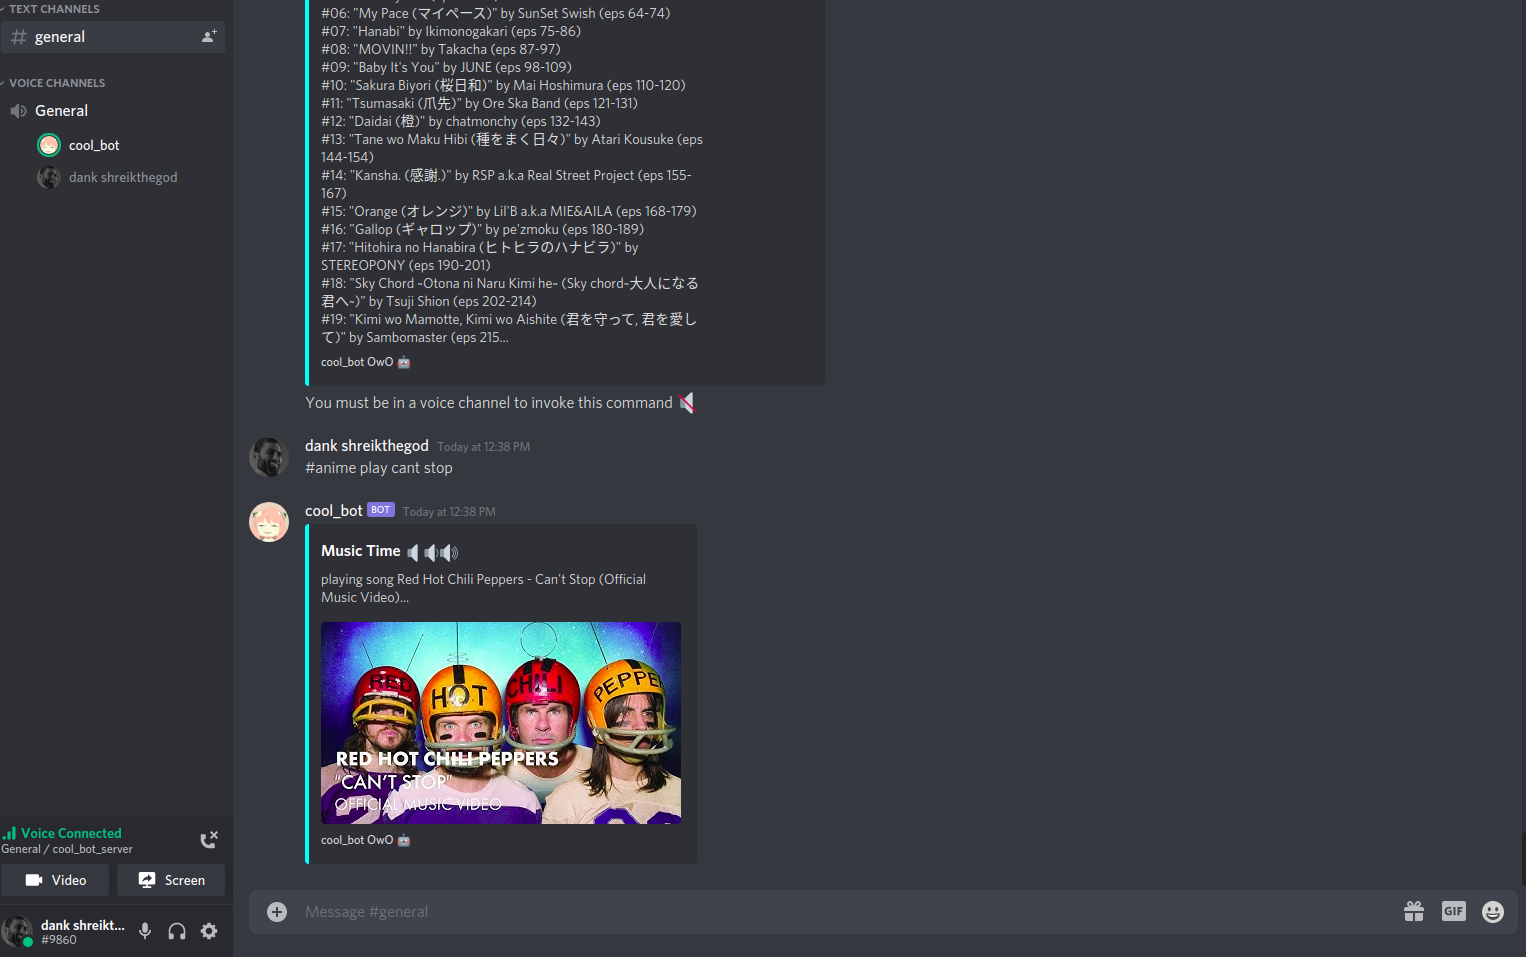 TEXT CHANNELS
# general
VOICE CHANNELS
General
cool_bot
dank shreikthegod
#06: "My Pace (マイペース)" by SunSet Swish (eps 64-74)
#07: "Hanabi" by Ikimonogakari (eps 75-86)
#08: "MOVIN!!" by Takacha (eps 87-97)
#09: "Baby It's You" by JUNE (eps 98-109)
#10: "Sakura Biyori (桜日和)" by Mai Hoshimura (eps 110-120)
#11: "Tsumasaki (爪先)" by Ore Ska Band (eps 121-131)
#12: "Daidai (橙)" by chatmonchy (eps 132-143)
#13: "Tane wo Maku Hibi (種をまく日々)" by Atari Kousuke (eps
144-154)
#14: "Kansha. (感謝.)" by RSP a.k.a Real Street Project (eps 155-
167)
#15: "Orange (オレンジ)" by Lil'B a.k.a MIE&AILA (eps 168-179)
#16: "Gallop (ギャロップ)" by pe'zmoku (eps 180-189)
#17: "Hitohira no Hanabira (ヒトヒラのハナビラ)" by
STEREOPONY (eps 190-201)
#18: "Sky Chord ~Otona ni Naru Kimi he~ (Sky chord~大人になる
君へ~)" by Tsuji Shion (eps 202-214)
#19: "Kimi wo Mamotte, Kimi wo Aishite (君を守って, 君を愛し
て)" by Sambomaster (eps 215...
cool_bot OwO 🤖
You must be in a voice channel to invoke this command 🔇
dank shreikthegod Today at 12:38 PM
#anime play cant stop
cool_bot BOT Today at 12:38 PM
Music Time 🔈🔉🔊
playing song Red Hot Chili Peppers - Can't Stop (Official
Music Video)...
RED HOT CHILI PEPPER
RED HOT CHILI PEPPERS
"CAN'T STOP"
OFFICIAL MUSIC VIDEO
cool_bot OwO 🤖
Voice Connected
General / cool_bot_server
Video Screen
dank shreikt...
#9860
Message #general
GIF